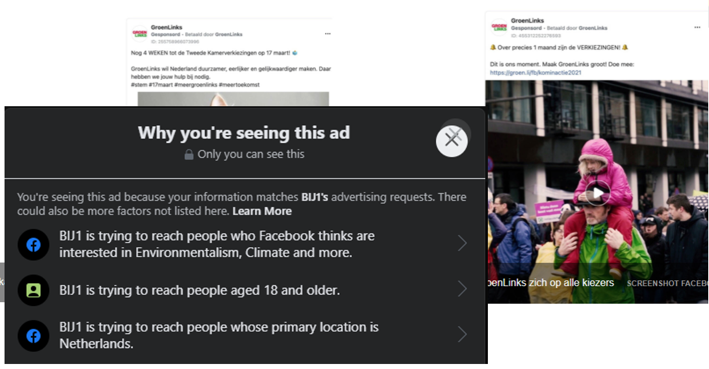 GroenLinks
Gesponsord · Betaald door GroenLinks
Nog 4 WEKEN tot de Tweede Kamerverkiezingen op 17 maart!
GroenLinks wil Nederland duurzamer, eerlijker en gelijkwaardiger maken. Daar
hebben we jouw hulp bij nodig.
#stem #17maart #meergroenlinks #meertoekomst
GroenLinks
Gesponsord · Betaald door GroenLinks
Over precies 1 maand zijn de VERKIEZINGEN!
Dit is ons moment. Maak GroenLinks groot! Doe mee:
https://groen.li/fb/kominactie2021
Why you're seeing this ad
Only you can see this
You're seeing this ad because your information matches BIJ1's advertising requests. There
could also be more factors not listed here. Learn More
BIJ1 is trying to reach people who Facebook thinks are
interested in Environmentalism, Climate and more.
BIJ1 is trying to reach people aged 18 and older.
BIJ1 is trying to reach people whose primary location is
Netherlands.
oenLinks zich op alle kiezers
SCREENSHOT FACEBO